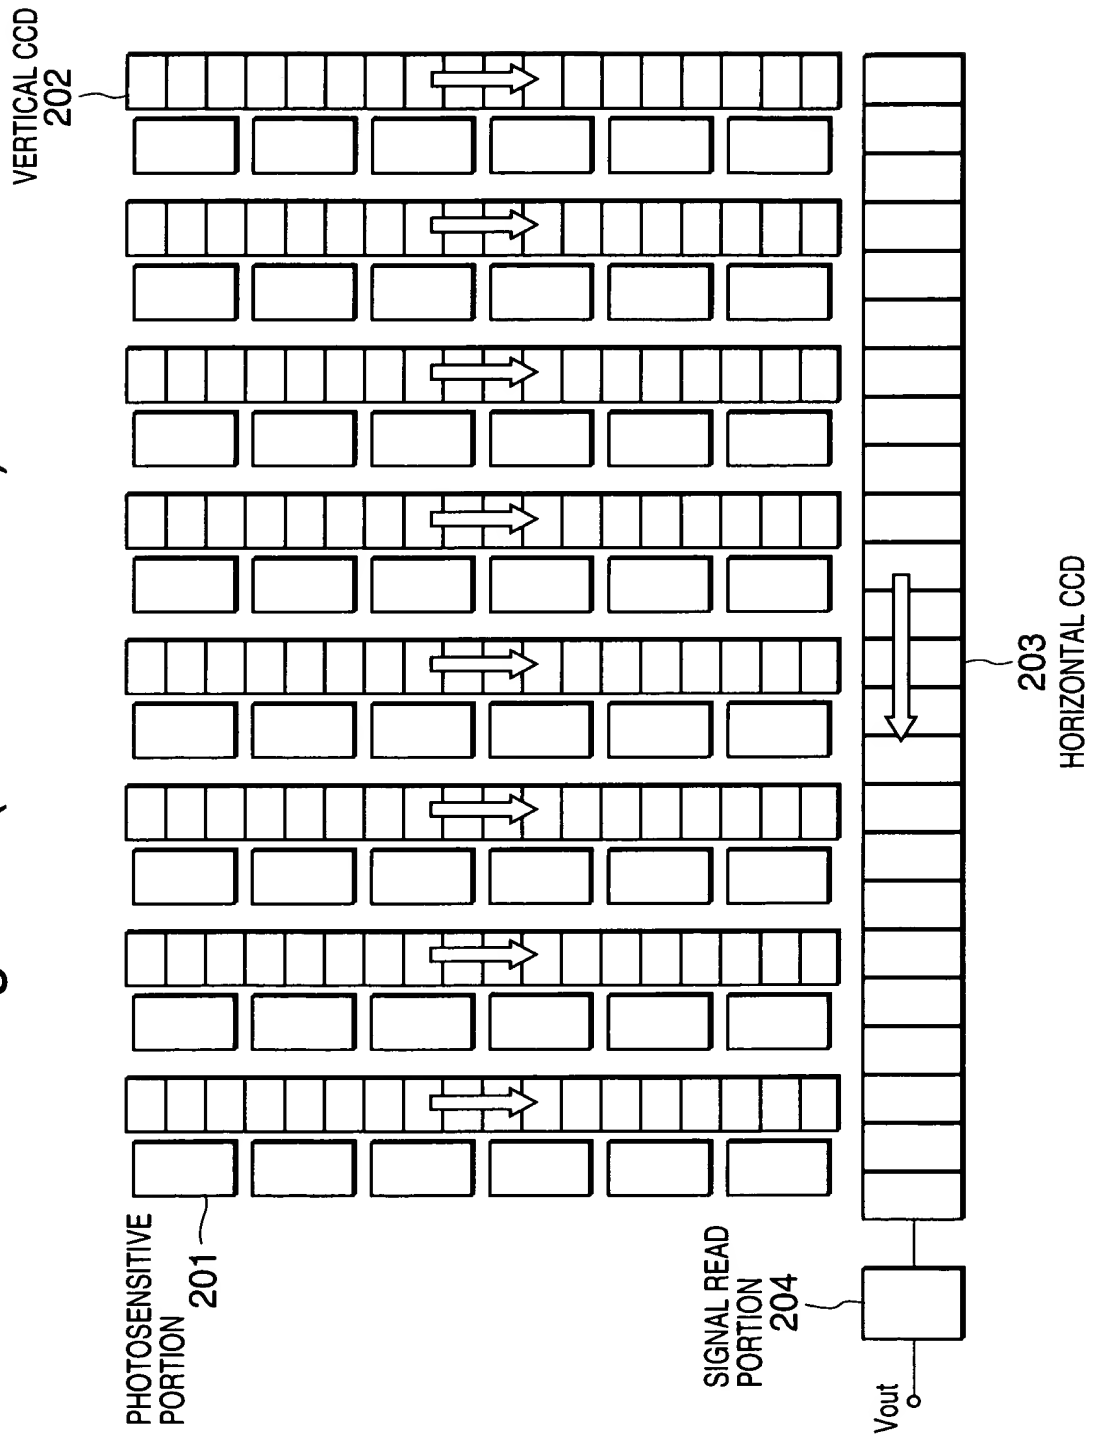 VERTICAL CCD
202
PHOTOSENSITIVE
PORTION
201
SIGNAL READ
PORTION
204
Vout
203
HORIZONTAL CCD